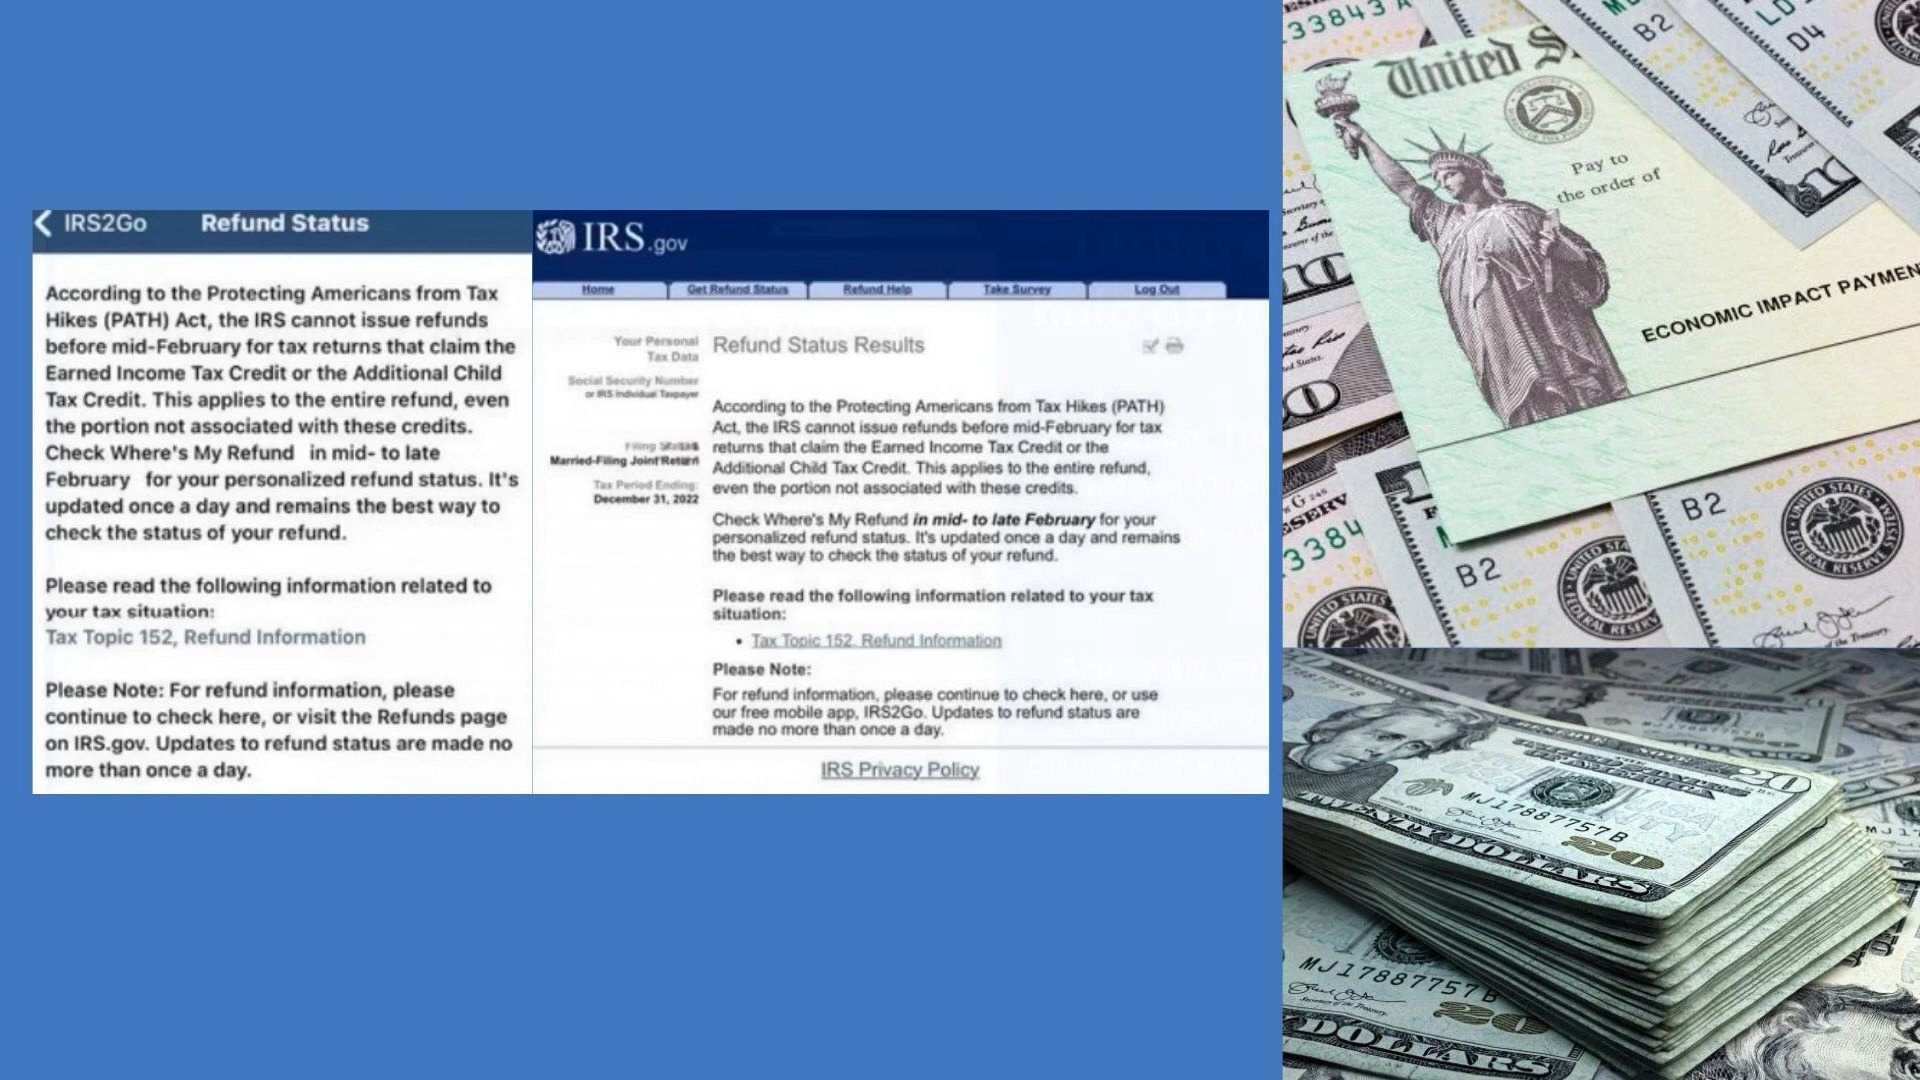 IRS2Go Refund Status
According to the Protecting Americans from Tax
Hikes (PATH) Act, the IRS cannot issue refunds
before mid-February for tax returns that claim the
Earned Income Tax Credit or the Additional Child
Tax Credit. This applies to the entire refund, even
the portion not associated with these credits.
Check Where's My Refund in mid- to late
February for your personalized refund status. It's
updated once a day and remains the best way to
check the status of your refund.
Please read the following information related to
your tax situation:
Tax Topic 152, Refund Information
Please Note: For refund information, please
continue to check here, or visit the Refunds page
on IRS.gov. Updates to refund status are made no
more than once a day.
IRS.gov
Home Get Refund Status Refund Help Take Survey Log Out
Your Personal
Tax Data
Social Security Number
or IRS Individual Taxpayer
Filing Status
Married-Filing Joint Return
Tax Period Ending:
December 31, 2022
Refund Status Results
According to the Protecting Americans from Tax Hikes (PATH)
Act, the IRS cannot issue refunds before mid-February for tax
returns that claim the Earned Income Tax Credit or the
Additional Child Tax Credit. This applies to the entire refund,
even the portion not associated with these credits.
Check Where's My Refund in mid- to late February for your
personalized refund status. It's updated once a day and remains
the best way to check the status of your refund.
Please read the following information related to your tax
situation:
• Tax Topic 152, Refund Information
Please Note:
For refund information, please continue to check here, or use
our free mobile app, IRS2Go. Updates to refund status are
made no more than once a day.
IRS Privacy Policy
33843A
B2
D4
United S
Pay to
the order of
ECONOMIC IMPACT PAYMEN
B2
B2
20
MJ17887757B
20
TWENTY DOLLARS
MJ17887757B
20
DOLLARS